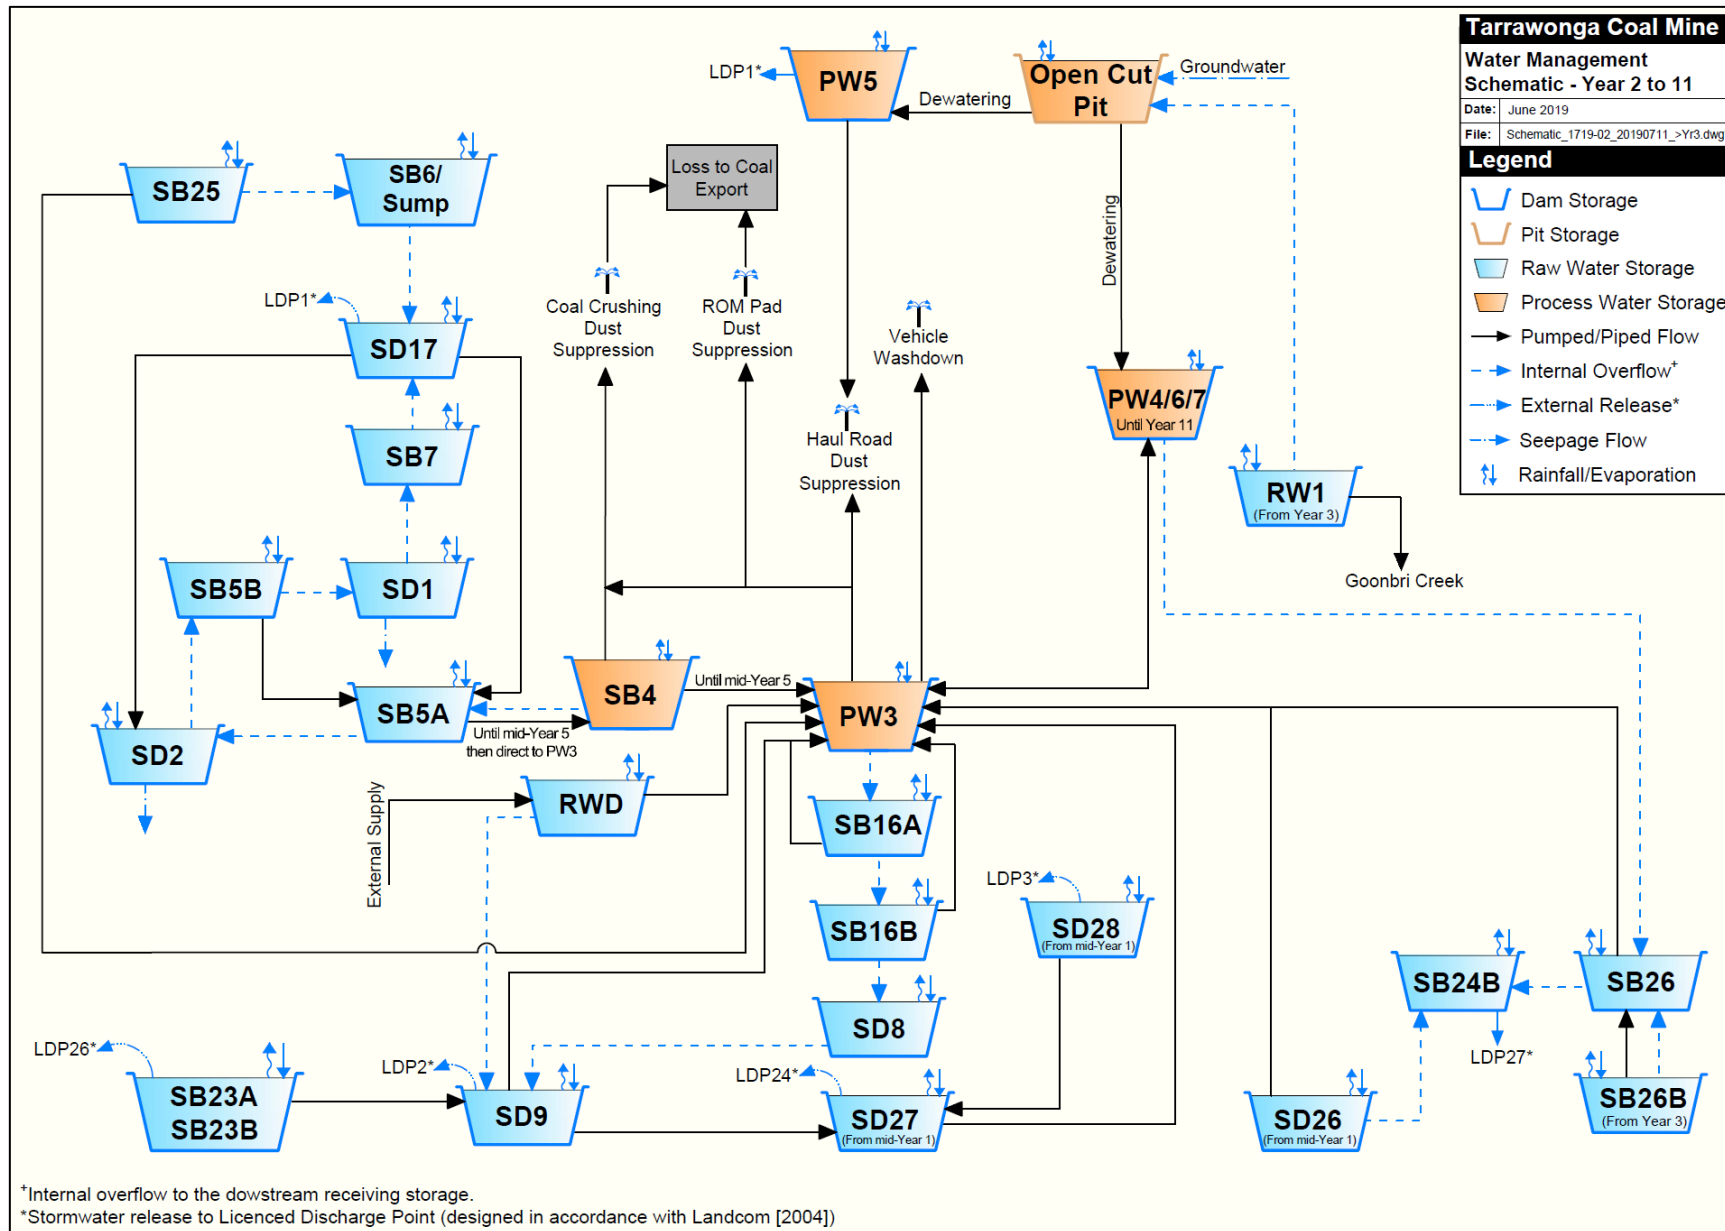 Tarrawonga Coal Mine
Water Management
Schematic - Year 2 to 11
Date: June 2019
File: Schematic_1719-02_20190711_>Yr3.dwg
Legend
Dam Storage
Pit Storage
Raw Water Storage
Process Water Storage
Pumped/Piped Flow
Internal Overflow+
External Release*
Seepage Flow
Rainfall/Evaporation
LDP1*
PW5
Dewatering
Open Cut
Pit
Groundwater
SB25
SB6/
Sump
Loss to Coal
Export
Dewatering
LDP1*
SD17
Coal Crushing
Dust
Suppression
ROM Pad
Dust
Suppression
Vehicle
Washdown
PW4/6/7
Until Year 11
SB7
Haul Road
Dust
Suppression
RW1
(From Year 3)
Goonbri Creek
SB5B
SD1
SB5A
SB4
Until mid-Year 5
PW3
Until mid-Year 5
then direct to PW3
SD2
External Supply
RWD
SB16A
SB16B
LDP3*
SD28
(From mid-Year 1)
SB24B
SB26
SD8
LDP27*
LDP26*
SB23A
SB23B
LDP2*
SD9
LDP24*
SD27
(From mid-Year 1)
SD26
(From mid-Year 1)
SB26B
(From Year 3)
+Internal overflow to the dowstream receiving storage.
*Stormwater release to Licenced Discharge Point (designed in accordance with Landcom [2004])